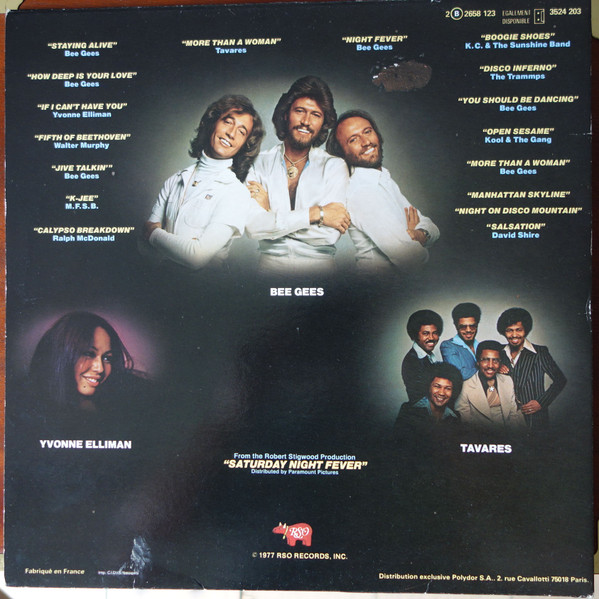 2 B 2658 123 EGALEMENT DISPONIBLE 3524 203
"STAYING ALIVE"
Bee Gees
"HOW DEEP IS YOUR LOVE"
Bee Gees
"IF I CAN'T HAVE YOU"
Yvonne Elliman
"FIFTH OF BEETHOVEN"
Walter Murphy
"JIVE TALKIN'"
Bee Gees
"K-JEE"
M.F.S.B.
"CALYPSO BREAKDOWN"
Ralph McDonald
"MORE THAN A WOMAN"
Tavares
"NIGHT FEVER"
Bee Gees
"BOOGIE SHOES"
K.C. & The Sunshine Band
"DISCO INFERNO"
The Trammps
"YOU SHOULD BE DANCING"
Bee Gees
"OPEN SESAME"
Kool & The Gang
"MORE THAN A WOMAN"
Bee Gees
"MANHATTAN SKYLINE"
"NIGHT ON DISCO MOUNTAIN"
"SALSATION"
David Shire
BEE GEES
YVONNE ELLIMAN
TAVARES
From the Robert Stigwood Production
"SATURDAY NIGHT FEVER"
Distributed by Paramount Pictures
RSO
© 1977 RSO RECORDS, INC.
Fabriqué en France
Distribution exclusive Polydor S.A.. 2. rue Cavallotti 75018 Paris